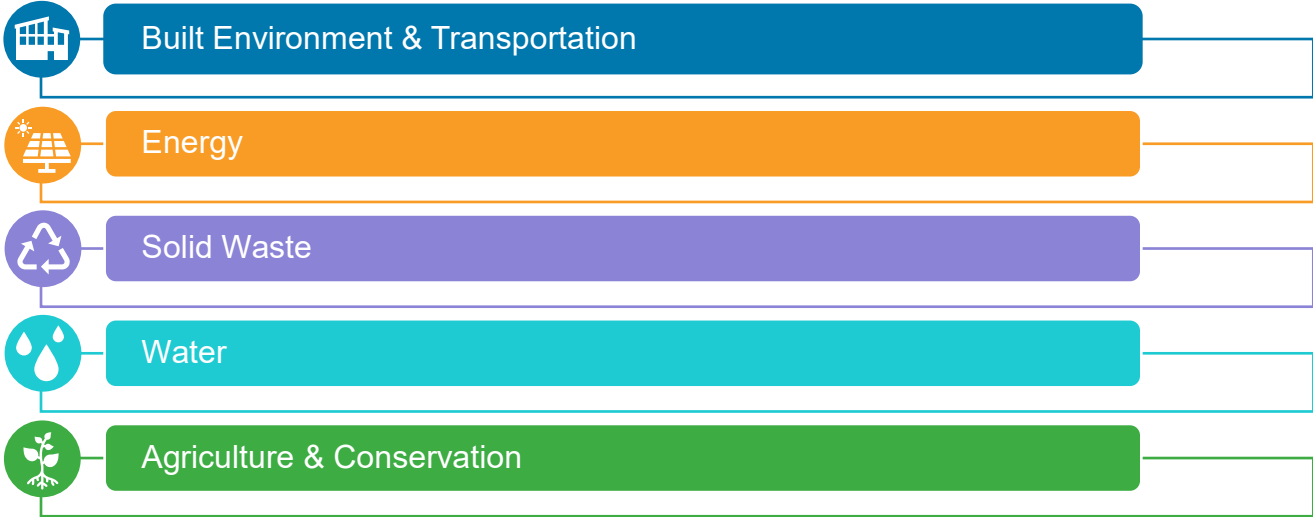 Built Environment & Transportation
Energy
Solid Waste
Water
Agriculture & Conservation